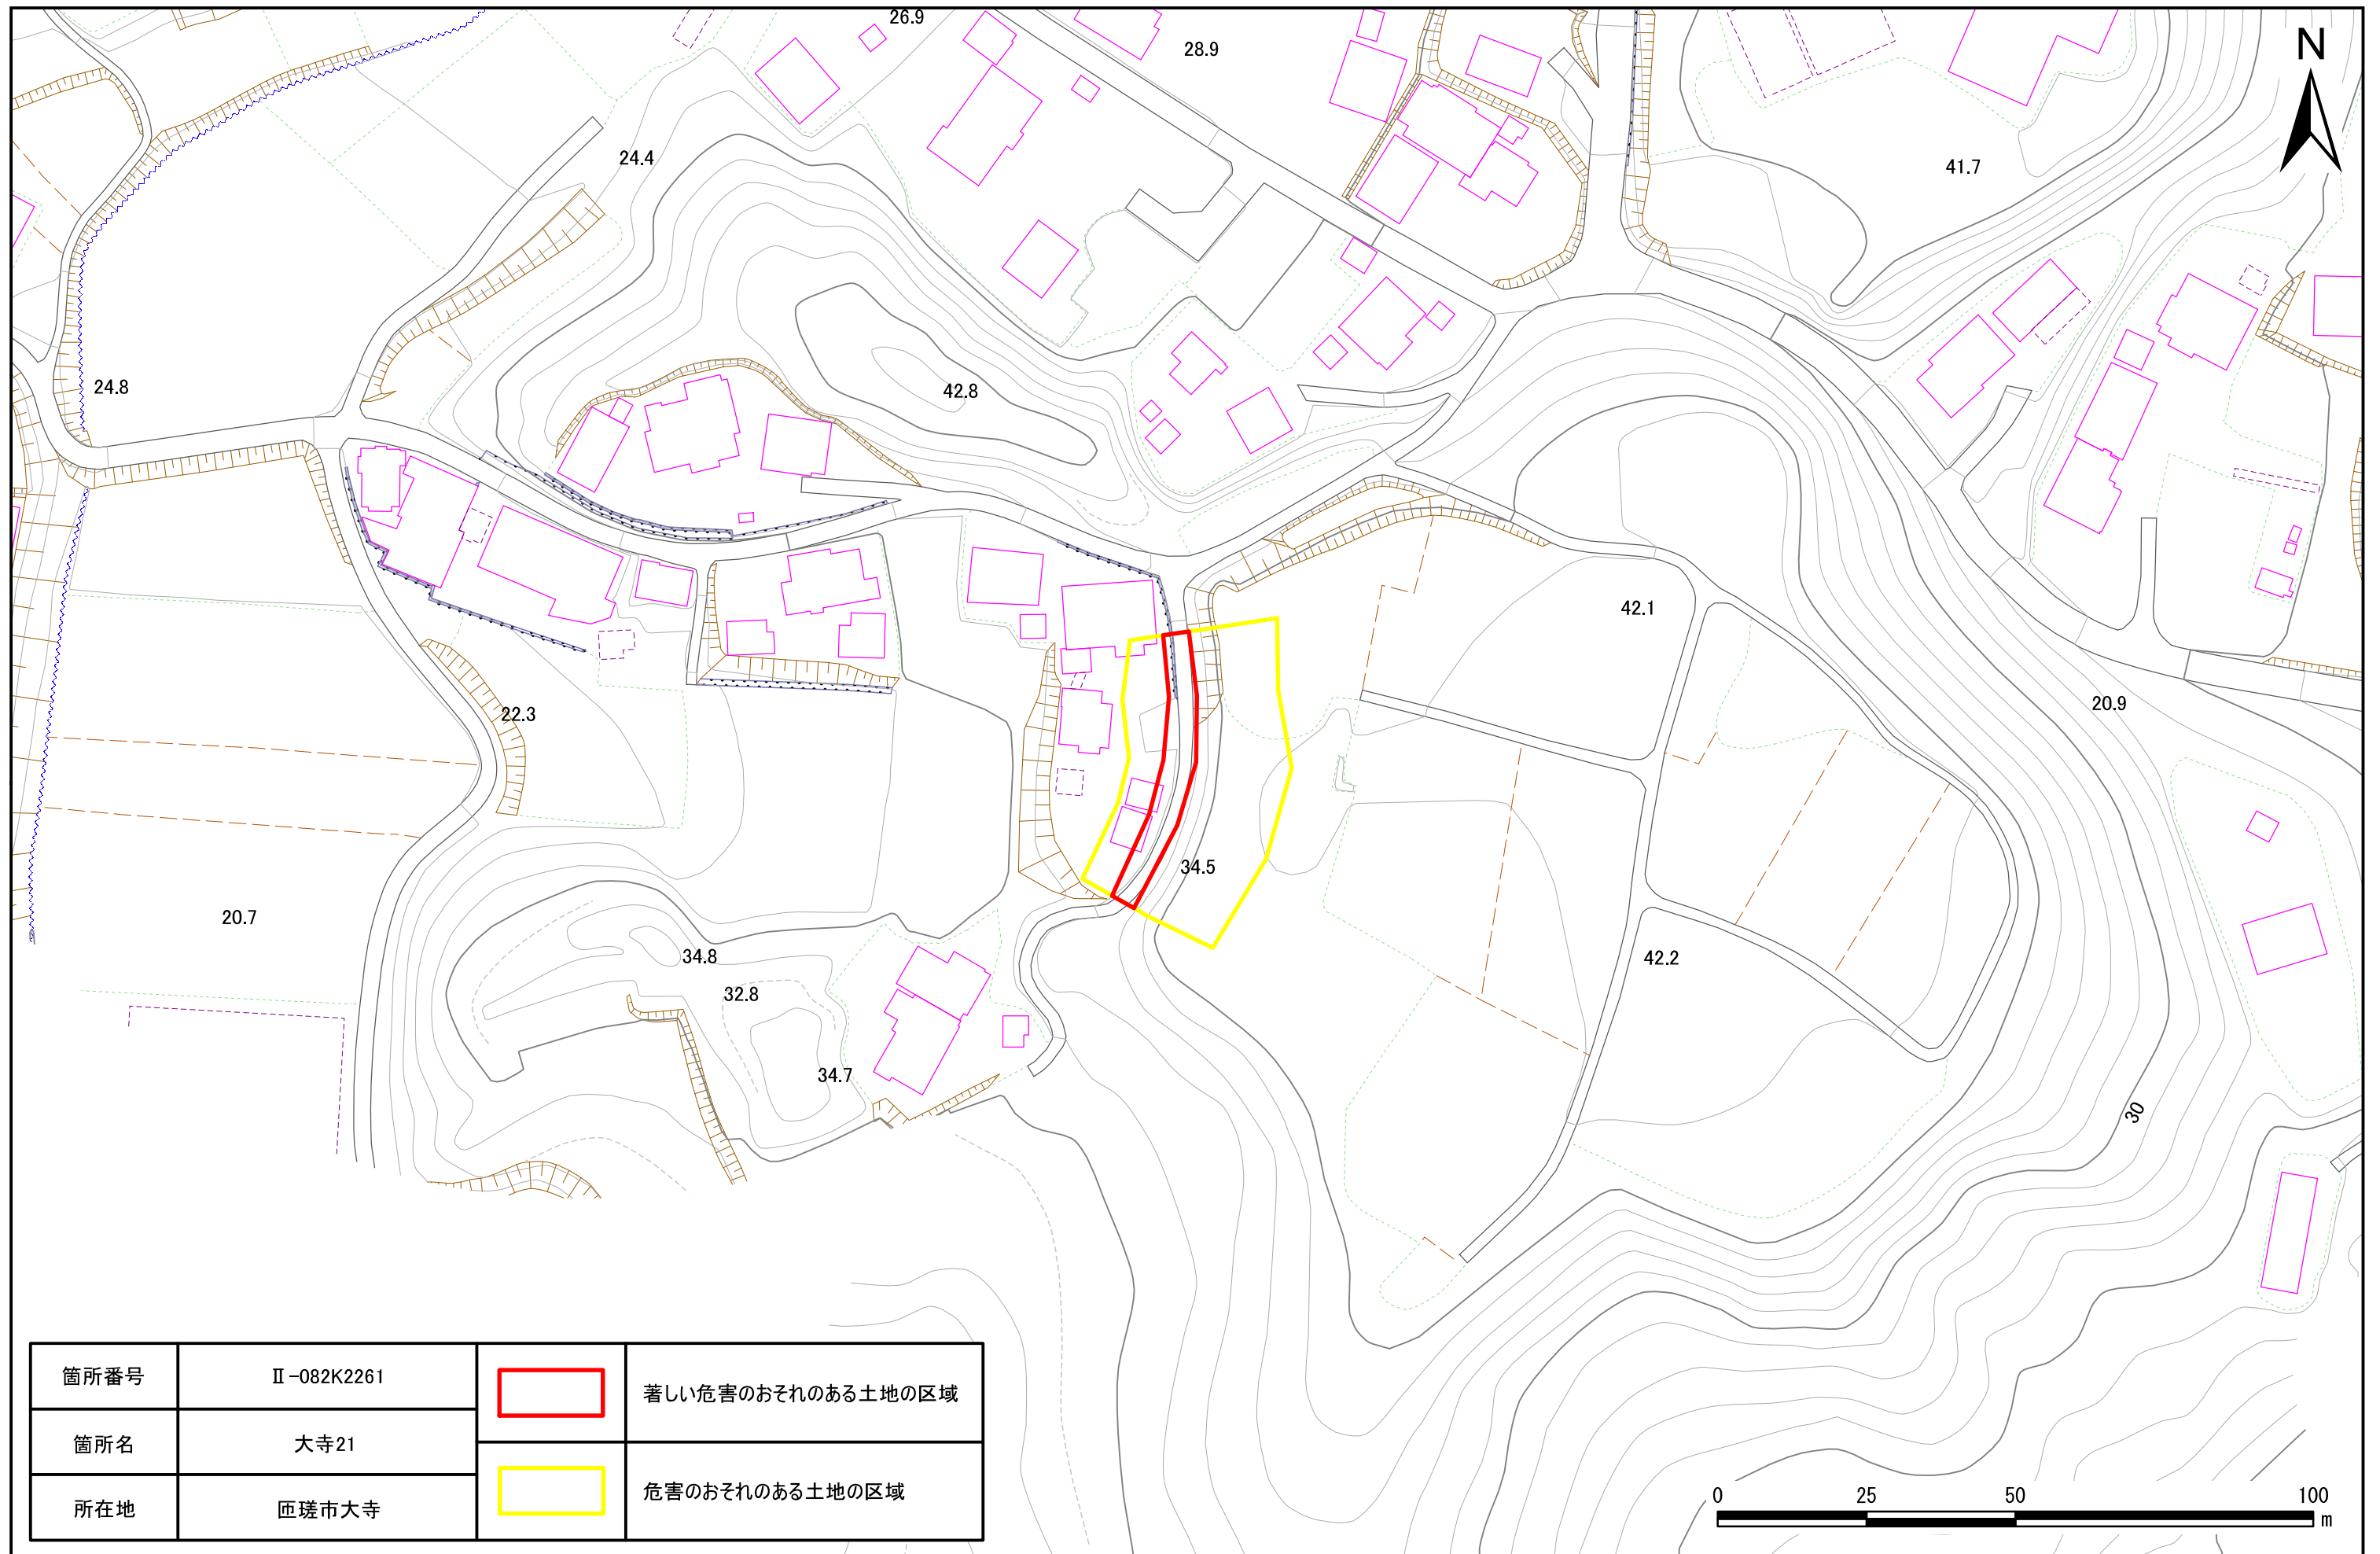 26.9
28.9
N
24.4
41.7
24.8
42.8
42.1
22.3
20.9
34.5
20.7
34.8
42.2
32.8
34.7
30
箇所番号 Ⅱ-082K2261
著しい危害のおそれのある土地の区域
箇所名 大寺21
危害のおそれのある土地の区域
所在地 匝瑳市大寺
0 25 50 100
m